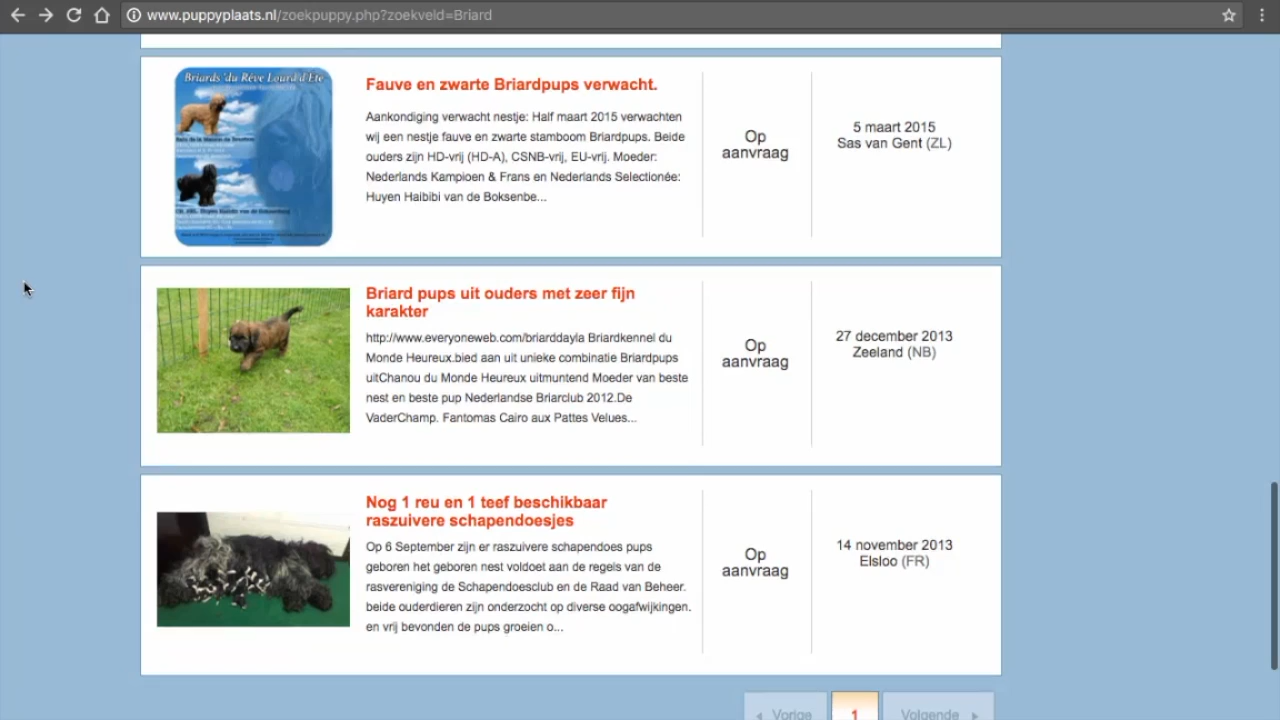 www.puppyplaats.nl/zoekpuppy.php?zoekveld=Briard
Briards 'du Rêve Lourd d'Ete
Fauve en zwarte Briardpups verwacht.
Aankondiging verwacht nestje: Half maart 2015 verwachten
wij een nestje fauve en zwarte stamboom Briardpups. Beide
ouders zijn HD-vrij (HD-A), CSNB-vrij, EU-vrij. Moeder:
Nederlands Kampioen & Frans en Nederlands Selectionée:
Huyen Haibibi van de Boksenbe...
Op
aanvraag
5 maart 2015
Sas van Gent (ZL)
Briard pups uit ouders met zeer fijn
karakter
http://www.everyoneweb.com/briarddayla Briardkennel du
Monde Heureux.bied aan uit unieke combinatie Briardpups
uitChanou du Monde Heureux uitmuntend Moeder van beste
nest en beste pup Nederlandse Briarclub 2012.De
VaderChamp. Fantomas Cairo aux Pattes Velues...
Op
aanvraag
27 december 2013
Zeeland (NB)
Nog 1 reu en 1 teef beschikbaar
raszuivere schapendoesjes
Op 6 September zijn er raszuivere schapendoes pups
geboren het geboren nest voldoet aan de regels van de
rasvereniging de Schapendoesclub en de Raad van Beheer.
beide ouderdieren zijn onderzocht op diverse oogafwijkingen.
en vrij bevonden de pups groeien o...
Op
aanvraag
14 november 2013
Elsloo (FR)
Vorige 1 Volgende